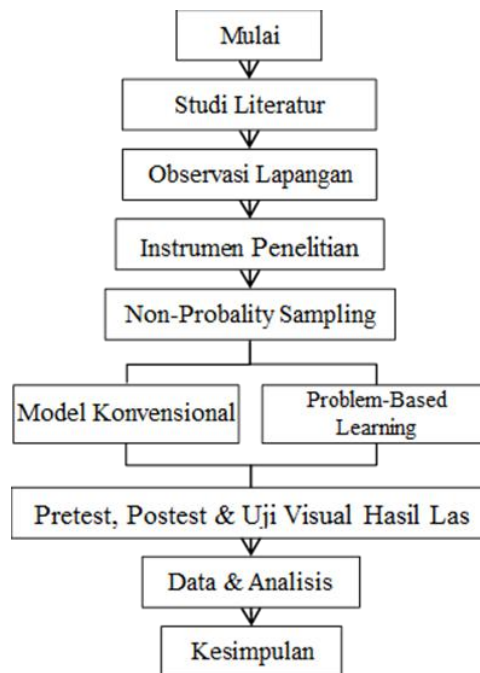 Mulai
Studi Literatur
Observasi Lapangan
Instrumen Penelitian
Non-Probality Sampling
Model Konvensional
Problem-Based
Learning
Pretest, Postest & Uji Visual Hasil Las
Data & Analisis
Kesimpulan